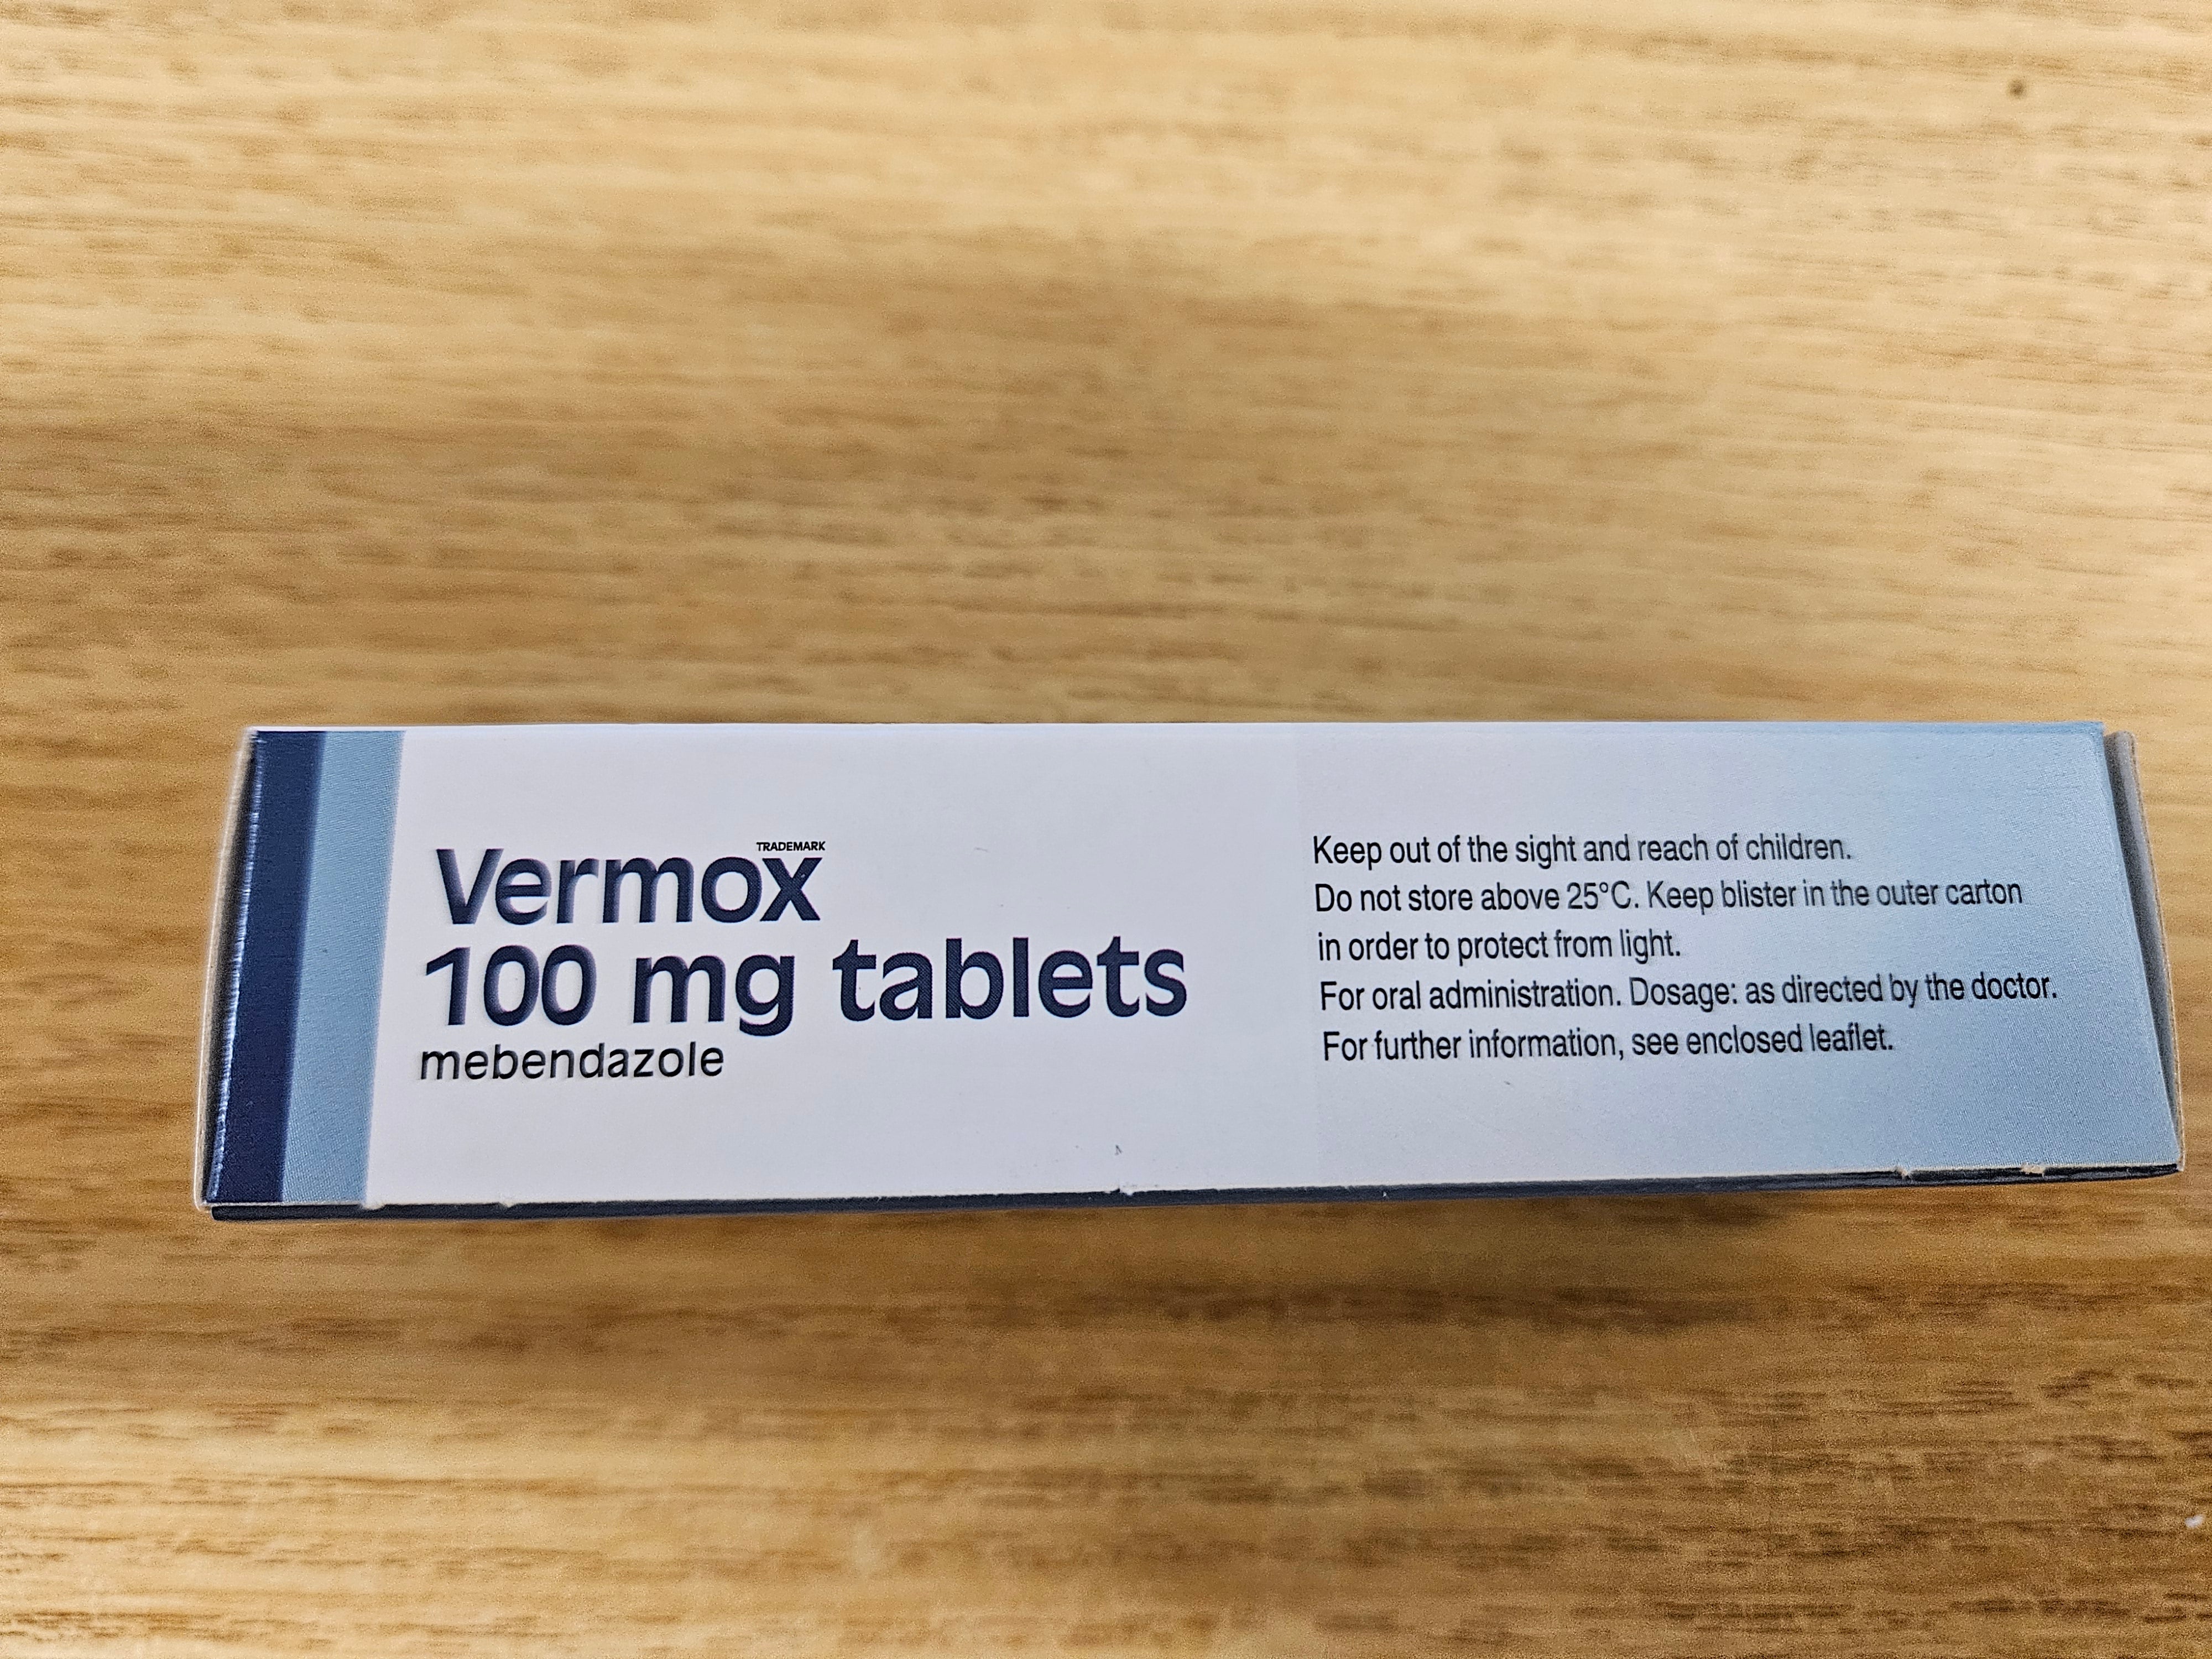 Vermox TRADEMARK
100 mg tablets
mebendazole
Keep out of the sight and reach of children.
Do not store above 25°C. Keep blister in the outer carton
in order to protect from light.
For oral administration. Dosage: as directed by the doctor.
For further information, see enclosed leaflet.